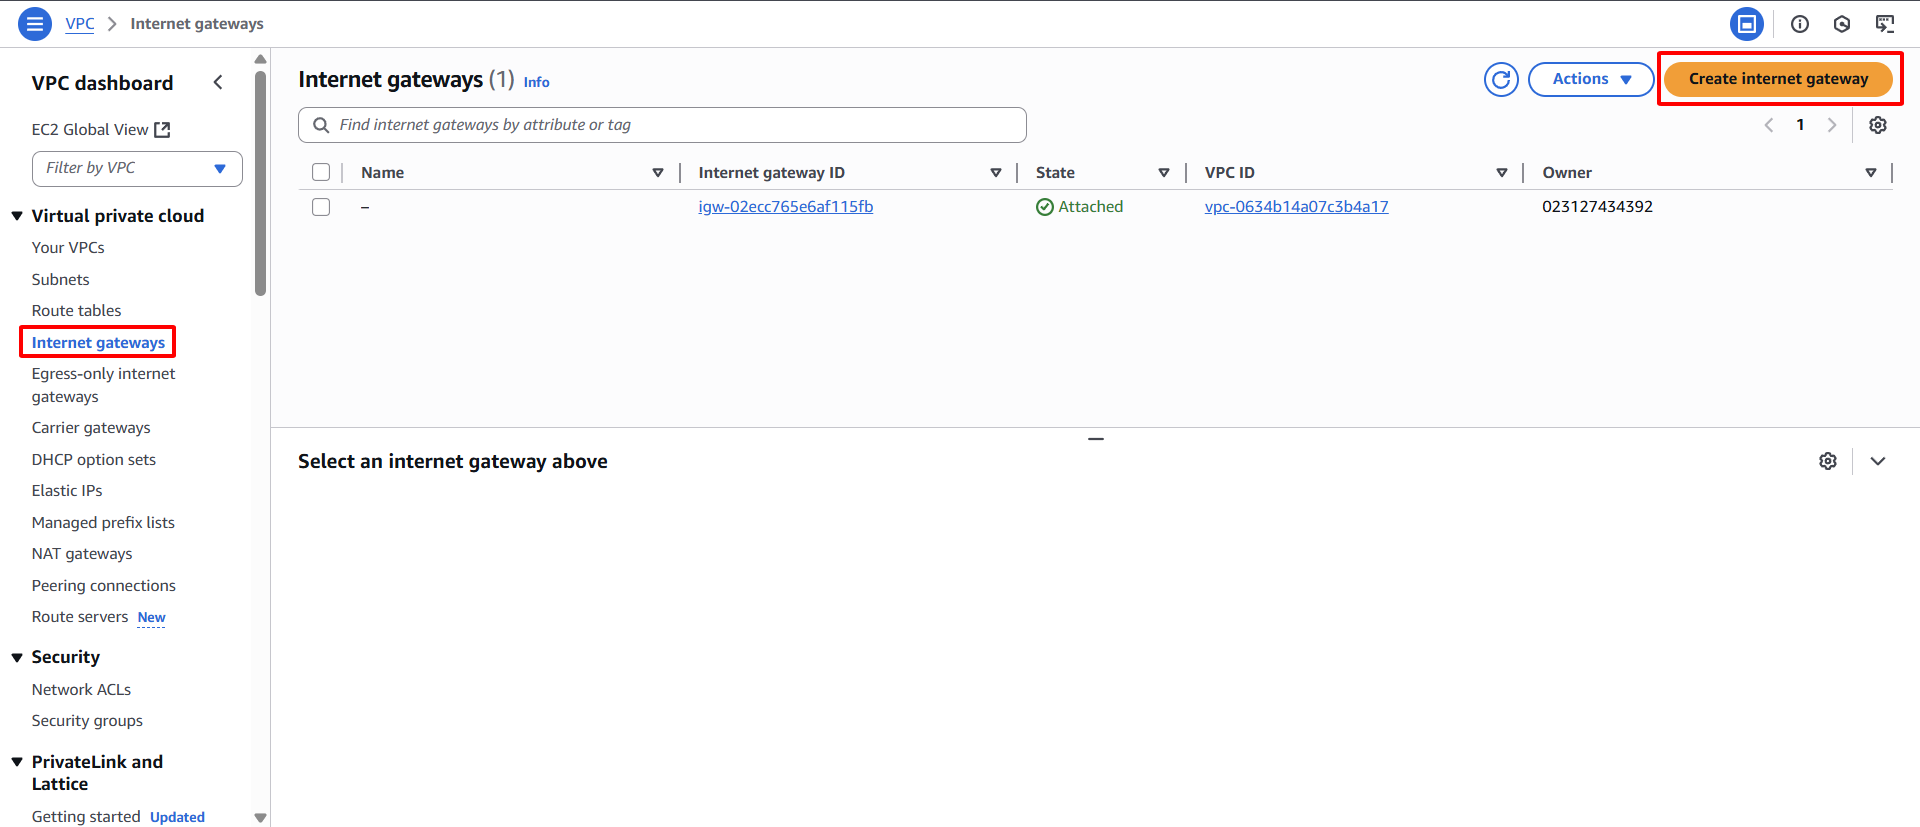 VPC > Internet gateways
VPC dashboard
EC2 Global View
Filter by VPC
Virtual private cloud
Your VPCs
Subnets
Route tables
Internet gateways
Egress-only internet
gateways
Carrier gateways
DHCP option sets
Elastic IPs
Managed prefix lists
NAT gateways
Peering connections
Route servers New
Security
Network ACLs
Security groups
PrivateLink and
Lattice
Getting started Updated
Internet gateways (1) Info
Actions
Create internet gateway
Find internet gateways by attribute or tag
1
Name Internet gateway ID State VPC ID Owner
– igw-02ecc765e6af115fb Attached vpc-0634b14a07c3b4a17 023127434392
Select an internet gateway above